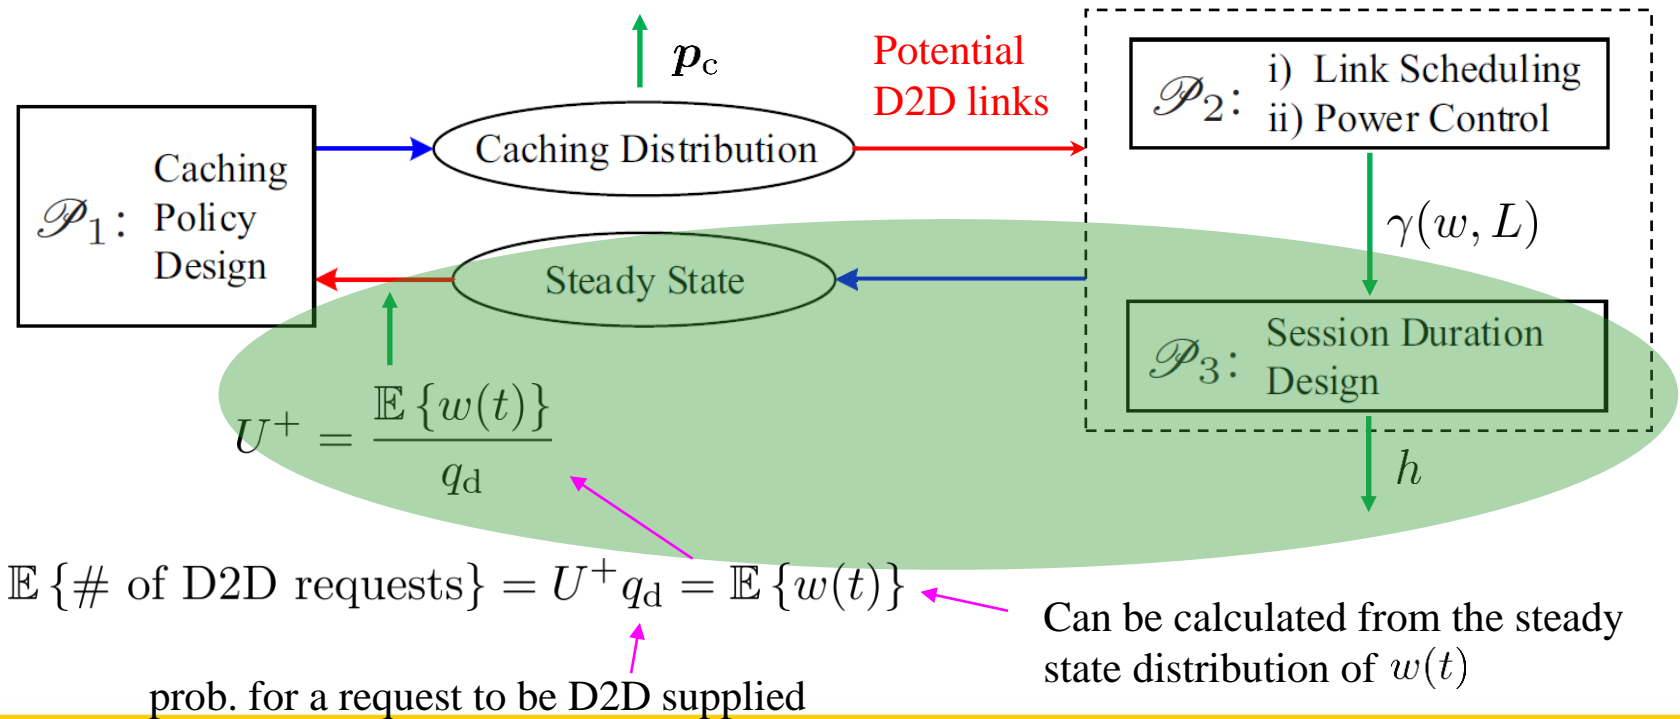 𝒫₁: Caching
Policy
Design
𝒑_c
Caching Distribution
Potential
D2D links
𝒫₂: i) Link Scheduling
ii) Power Control
γ(w, L)
Steady State
𝒫₃: Session Duration
Design
h
U⁺ = 𝔼{w(t)} / q_d
𝔼{# of D2D requests} = U⁺q_d = 𝔼{w(t)}
Can be calculated from the steady
state distribution of w(t)
prob. for a request to be D2D supplied